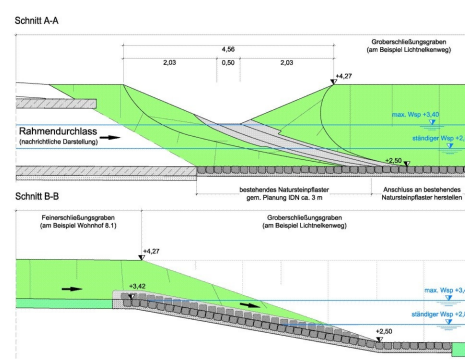 Schnitt A-A
Groberschließungsgraben
(am Beispiel Lichtnelkenweg)
4,56
2,03
0,50
2,03
+4,27
max. Wsp +3,40
Rahmendurchlass
(nachrichtliche Darstellung)
ständiger Wsp +2,
+2,50
bestehendes Natursteinpflaster
gem. Planung IDN ca. 3 m
Anschluss an bestehendes
Natursteinpflaster herstellen
Schnitt B-B
Feinerschließungsgraben
(am Beispiel Wohnhof 8.1)
Groberschließungsgraben
(am Beispiel Lichtnelkenweg)
+4,27
+3,42
max. Wsp +3,4
ständiger Wsp +2,8
+2,50